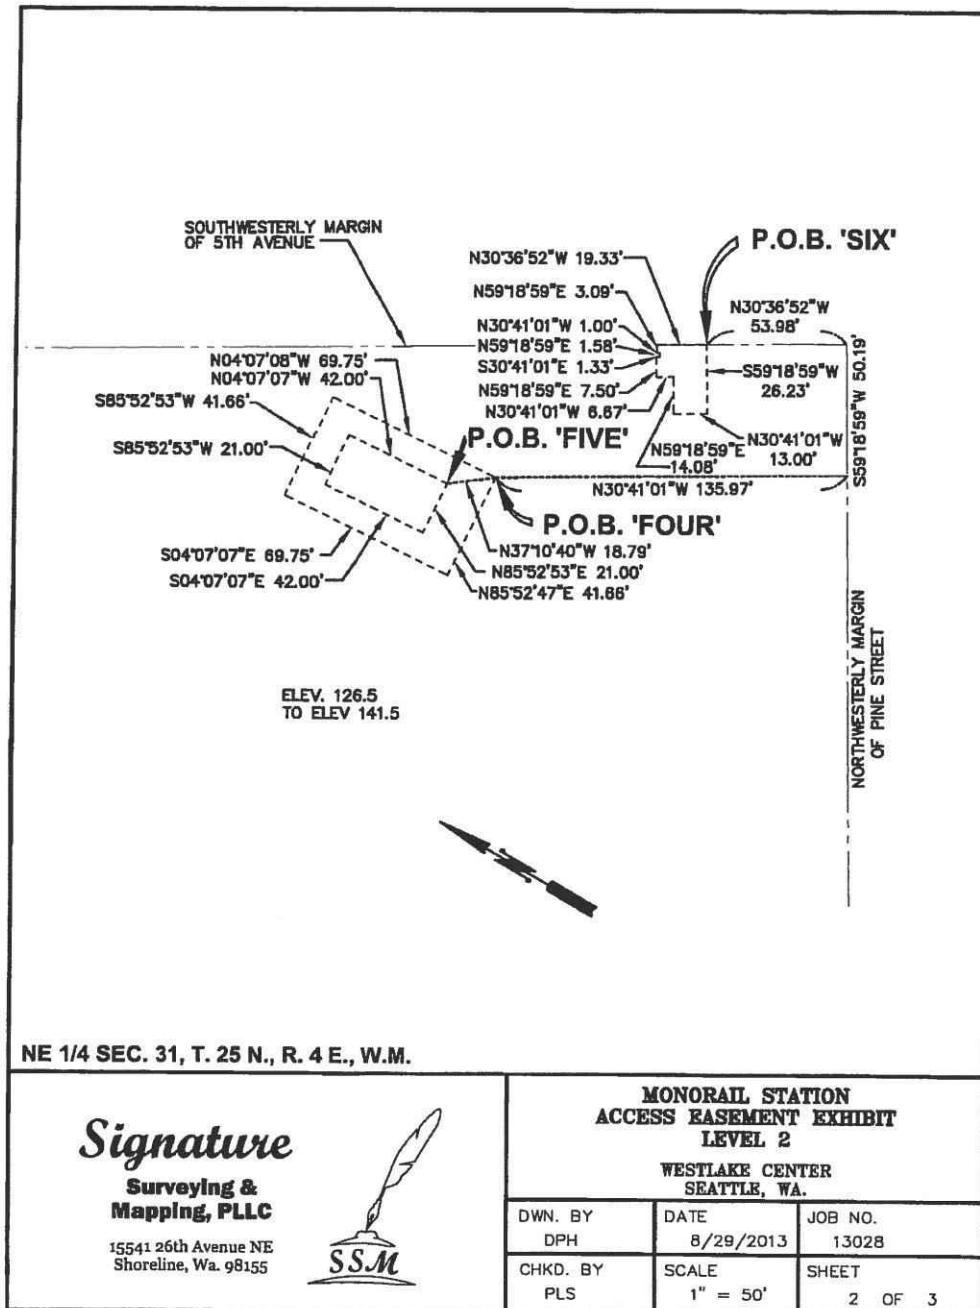 SOUTHWESTERLY MARGIN
OF 5TH AVENUE
P.O.B. 'SIX'
N30°36'52"W 19.33'
N59°18'59"E 3.09'
N30°36'52"W
53.98'
N30°41'01"W 1.00'
N59°18'59"E 1.58'
S30°41'01"E 1.33'
N59°18'59"E 7.50'
N30°41'01"W 6.67'
S59°18'59"W
26.23'
S59°18'59"W 50.19'
N04°07'08"W 69.75'
N04°07'07"W 42.00'
S85°52'53"W 41.66'
S85°52'53"W 21.00'
P.O.B. 'FIVE'
N59°18'59"E
14.08'
N30°41'01"W
13.00'
N30°41'01"W 135.97'
P.O.B. 'FOUR'
N37°10'40"W 18.79'
N85°52'53"E 21.00'
N85°52'47"E 41.66'
S04°07'07"E 69.75'
S04°07'07"E 42.00'
NORTHWESTERLY MARGIN
OF PINE STREET
ELEV. 126.5
TO ELEV 141.5
NE 1/4 SEC. 31, T. 25 N., R. 4 E., W.M.
Signature
Surveying &
Mapping, PLLC
15541 26th Avenue NE
Shoreline, Wa. 98155
SSM
MONORAIL STATION
ACCESS EASEMENT EXHIBIT
LEVEL 2
WESTLAKE CENTER
SEATTLE, WA.
DWN. BY
DPH
DATE
8/29/2013
JOB NO.
13028
CHKD. BY
PLS
SCALE
1" = 50'
SHEET
2 OF 3